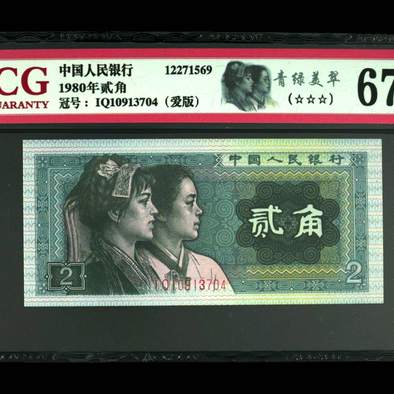 CG
UARANTY
中国人民银行 12271569
1980年贰角
冠号： IQ10913704 (爱版)
青绿美翠
(☆☆☆)
67
中国人民银行
贰角
2
2
IQ10913704